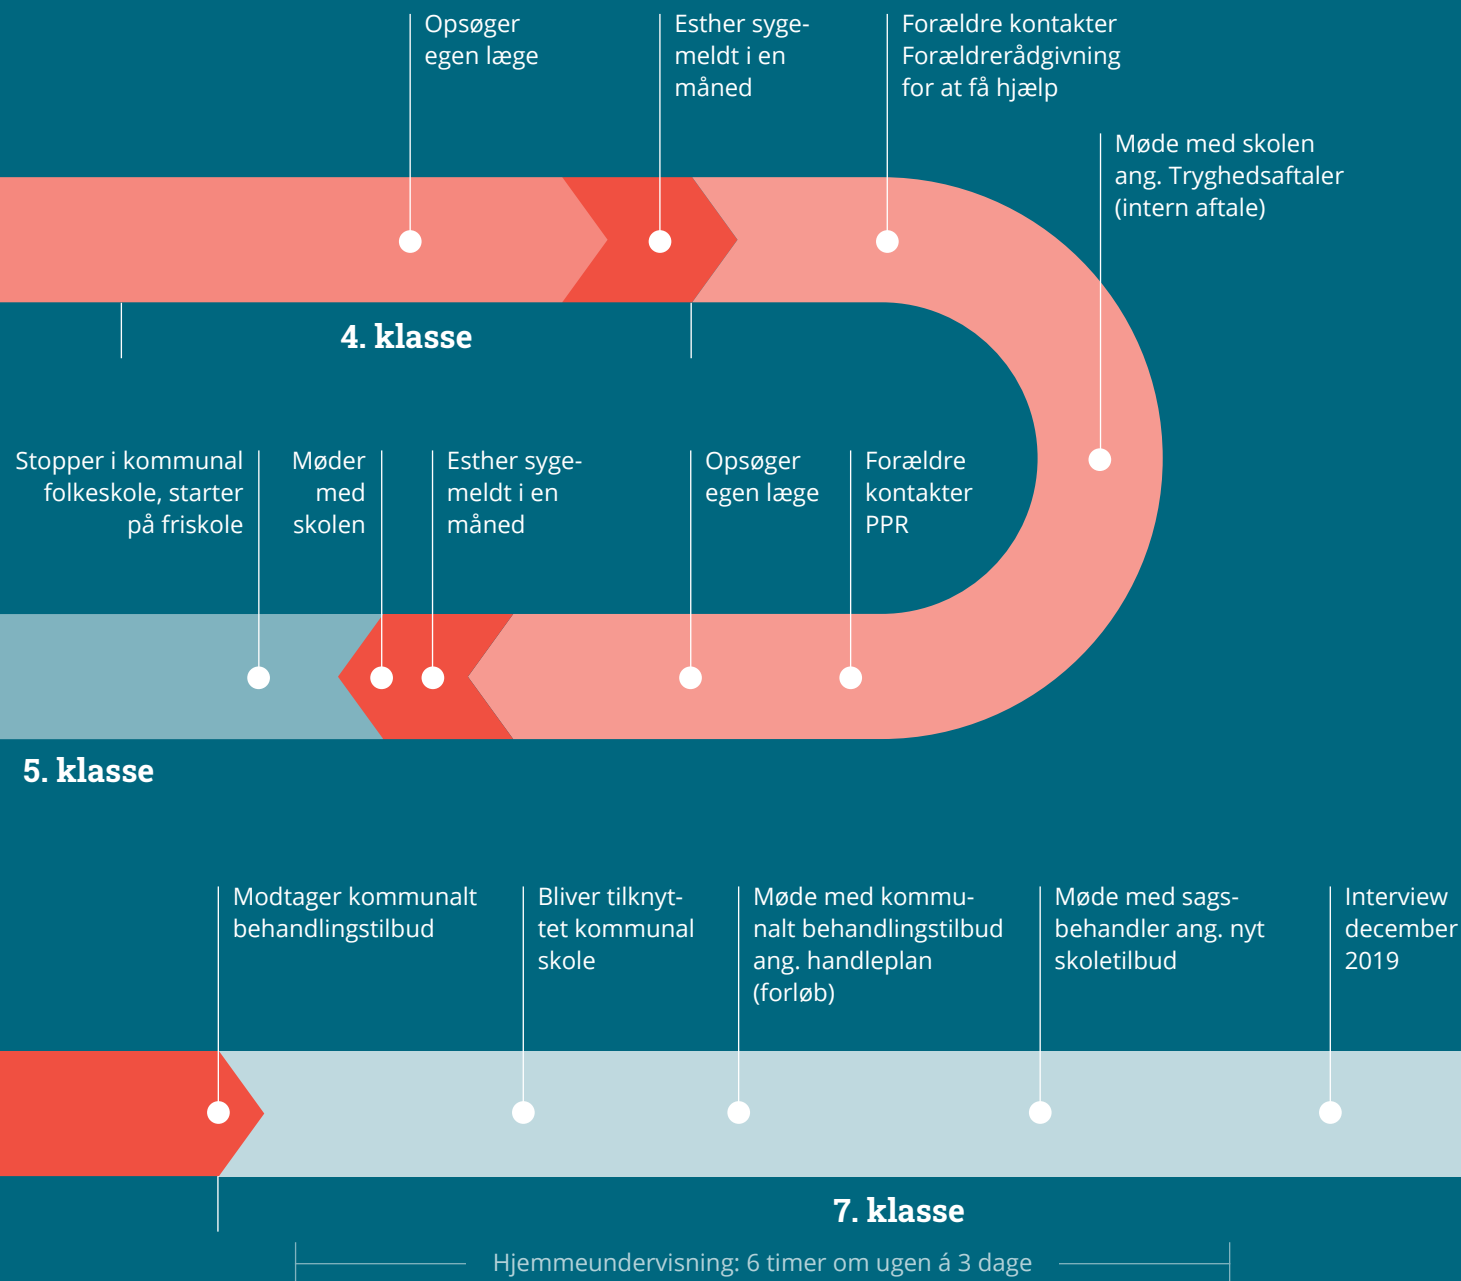 Opsøger
egen læge
Esther syge-
meldt i en
måned
Forældre kontakter
Forældrerådgivning
for at få hjælp
Møde med skolen
ang. Tryghedsaftaler
(intern aftale)
4. klasse
Stopper i kommunal
folkeskole, starter
på friskole
Møder
med
skolen
Esther syge-
meldt i en
måned
Opsøger
egen læge
Forældre
kontakter
PPR
5. klasse
Modtager kommunalt
behandlingstilbud
Bliver tilknyt-
tet kommunal
skole
Møde med kommu-
nalt behandlingstilbud
ang. handleplan
(forløb)
Møde med sags-
behandler ang. nyt
skoletilbud
Interview
december
2019
7. klasse
Hjemmeundervisning: 6 timer om ugen á 3 dage